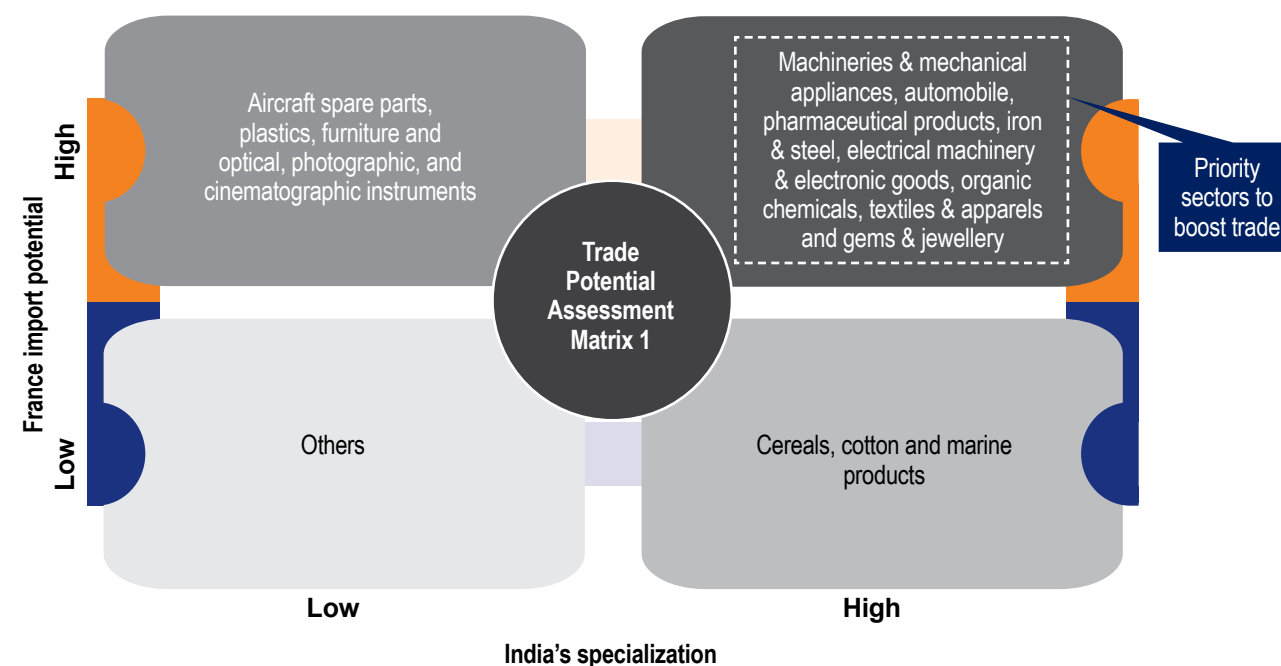 Aircraft spare parts,
plastics, furniture and
optical, photographic, and
cinematographic instruments
Machineries & mechanical
appliances, automobile,
pharmaceutical products, iron
& steel, electrical machinery
& electronic goods, organic
chemicals, textiles & apparels
and gems & jewellery
Priority
sectors to
boost trade
High
France import potential
Trade
Potential
Assessment
Matrix 1
Low
Others
Cereals, cotton and marine
products
Low
High
India’s specialization